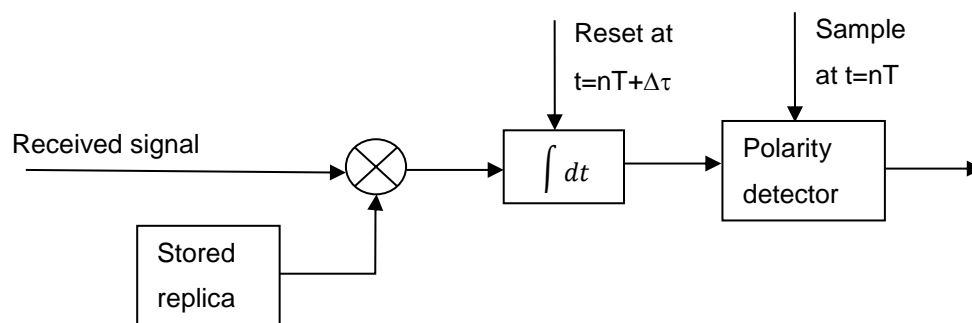 Reset at
t=nT+Δτ
Sample
at t=nT
Received signal
∫ dt
Polarity
detector
Stored
replica